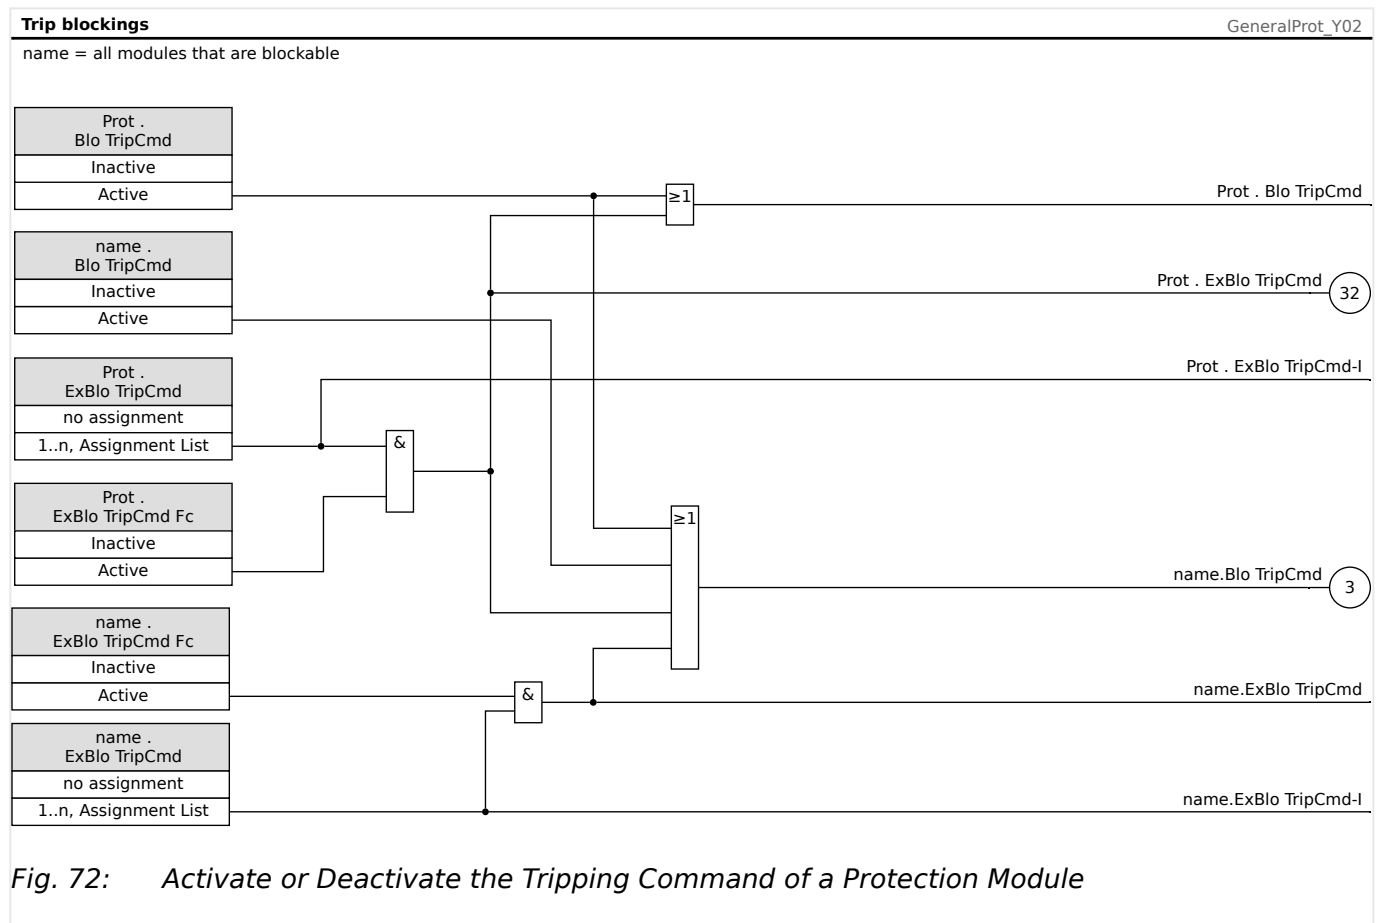 Trip blockings
GeneralProt_Y02
name = all modules that are blockable
Prot .
Blo TripCmd
Inactive
Active
≥1
Prot . Blo TripCmd
name .
Blo TripCmd
Inactive
Active
Prot . ExBlo TripCmd
32
Prot .
ExBlo TripCmd
no assignment
1..n, Assignment List
&
Prot . ExBlo TripCmd-I
Prot .
ExBlo TripCmd Fc
Inactive
Active
≥1
name.Blo TripCmd
3
name .
ExBlo TripCmd Fc
Inactive
Active
&
name.ExBlo TripCmd
name .
ExBlo TripCmd
no assignment
1..n, Assignment List
name.ExBlo TripCmd-I
Fig. 72: Activate or Deactivate the Tripping Command of a Protection Module